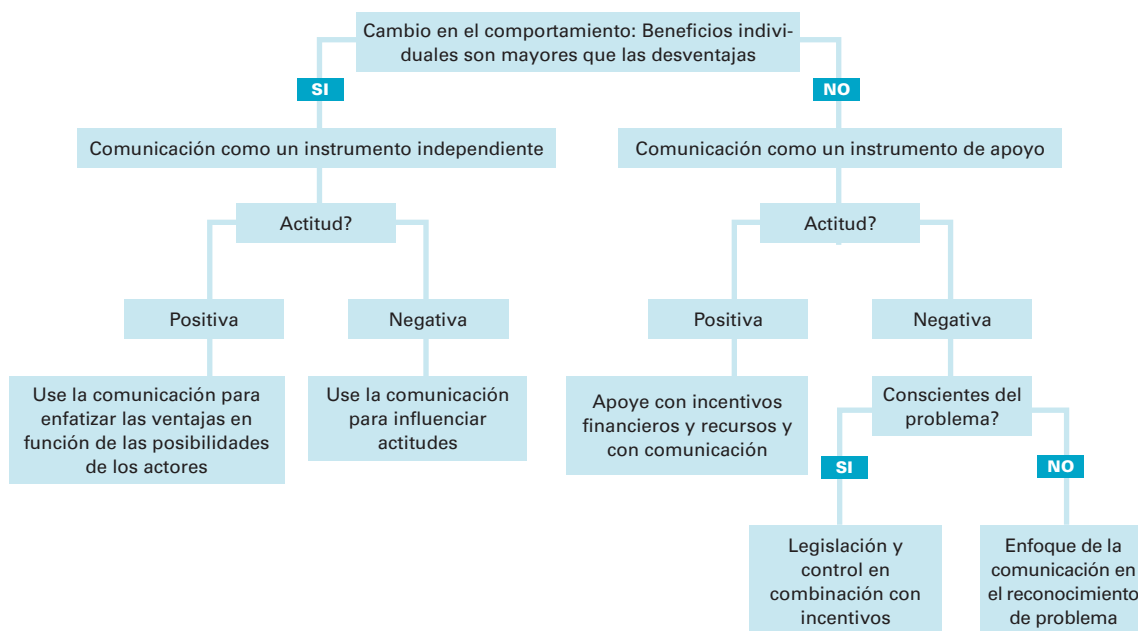 Cambio en el comportamiento: Beneficios indivi-
duales son mayores que las desventajas
SI
NO
Comunicación como un instrumento independiente
Comunicación como un instrumento de apoyo
Actitud?
Actitud?
Positiva
Negativa
Positiva
Negativa
Use la comunicación para
enfatizar las ventajas en
función de las posibilidades
de los actores
Use la comunicación
para influenciar
actitudes
Apoye con incentivos
financieros y recursos y
con comunicación
Conscientes del
problema?
SI
NO
Legislación y
control en
combinación con
incentivos
Enfoque de la
comunicación en
el reconocimiento
de problema